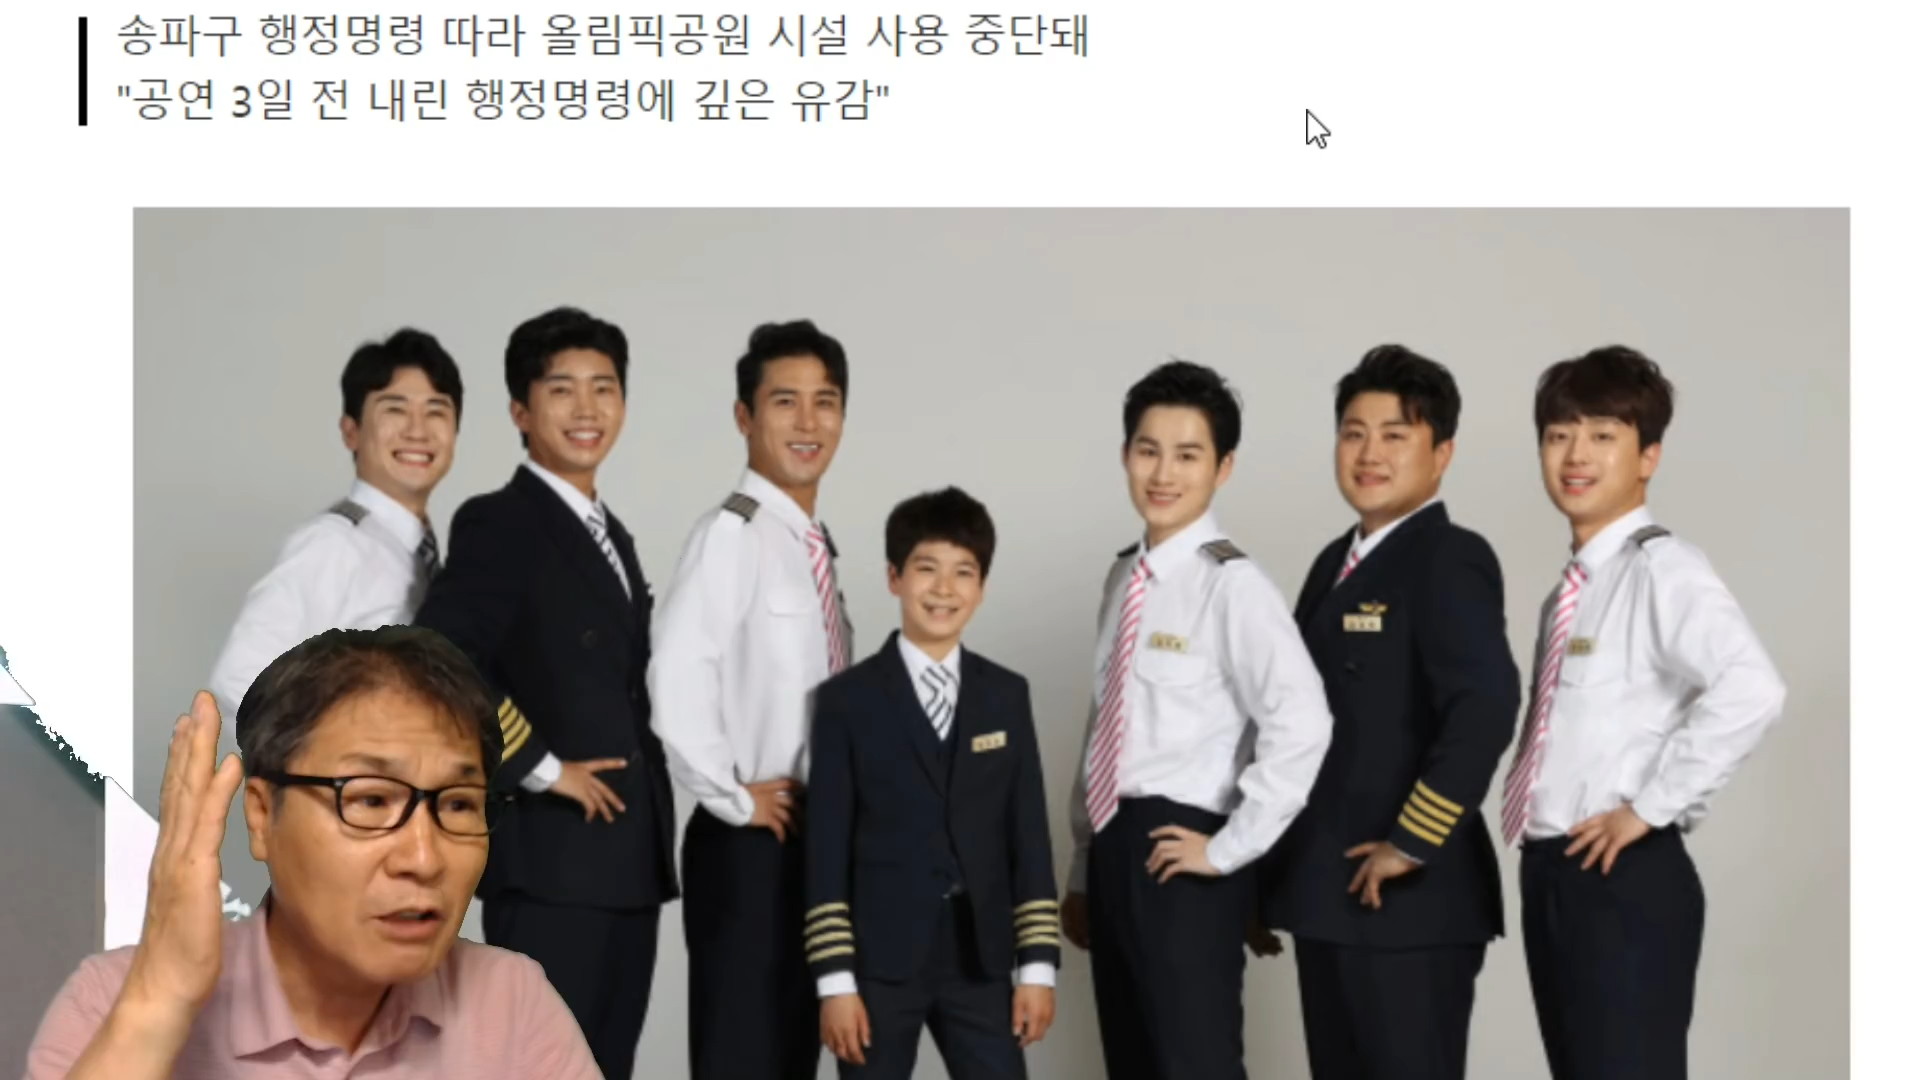 송파구 행정명령 따라 올림픽공원 시설 사용 중단돼
"공연 3일 전 내린 행정명령에 깊은 유감"